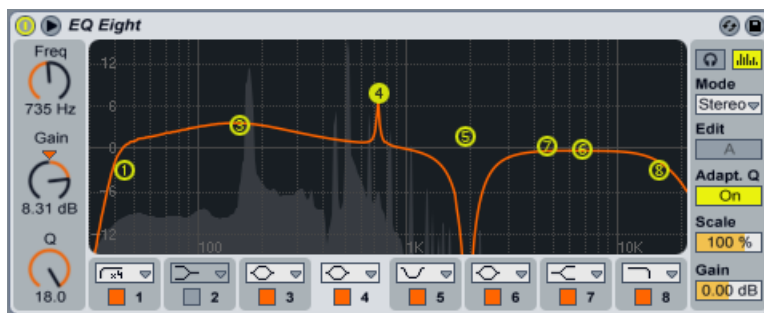 EQ Eight
Freq
735 Hz
Gain
8.31 dB
Q
18.0
12
6
0
-6
-12
100
1K
10K
1
3
4
5
7
6
8
x4
1
2
3
4
5
6
7
8
Mode
Stereo
Edit
A
Adapt. Q
On
Scale
100 %
Gain
0.00 dB